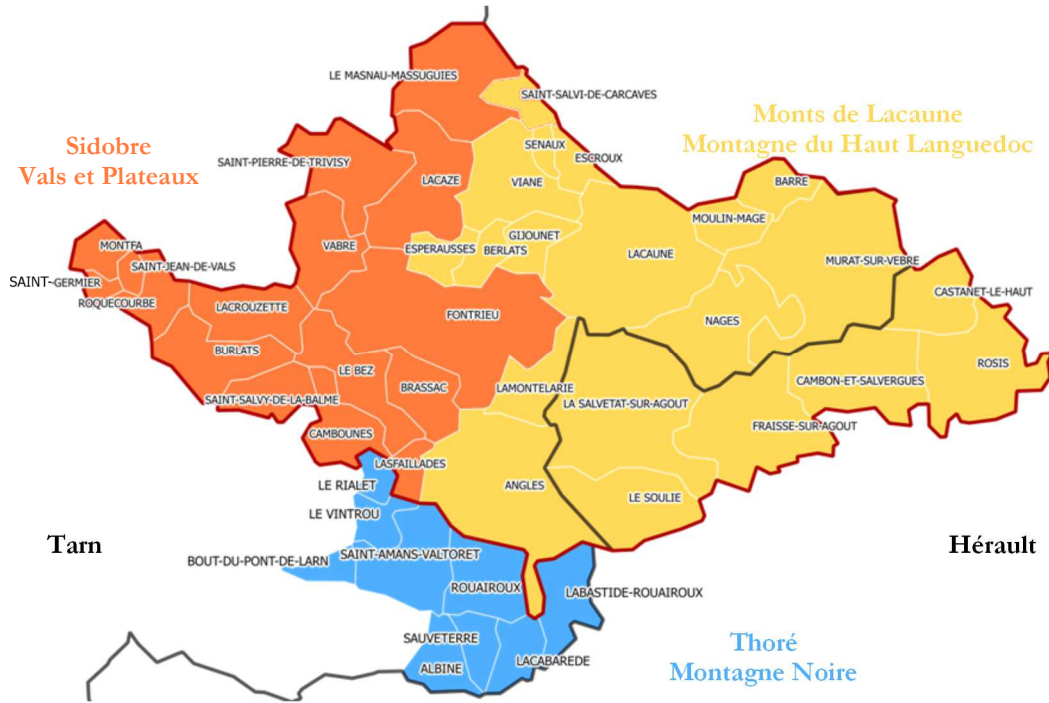 LE MASNAU-MASSUGUIES
SAINT-SALVI-DE-CARCAVES
Monts de Lacaune
Montagne du Haut Languedoc
Sidobre
Vals et Plateaux
SENAUX
ESCROUX
SAINT-PIERRE-DE-TRIVISY
LACAZE
VIANE
BARRE
MOULIN-MAGE
GIJOUNET
MONTFA
VABRE
ESPERAUSSES
BERLATS
LACAUNE
MURAT-SUR-VEBRE
SAINT-JEAN-DE-VALS
SAINT-GERMIER
CASTANET-LE-HAUT
ROQUECOURBE
LACROUZETTE
FONTRIEU
NAGES
BURLATS
ROSIS
LE BEZ
BRASSAC
LAMONTELARIE
CAMBON-ET-SALVERGUES
SAINT-SALVY-DE-LA-BALME
LA SALVETAT-SUR-AGOUT
CAMBOUNES
FRAISSE-SUR-AGOUT
LASFAILLADES
LE RIALET
ANGLES
LE SOULIE
LE VINTROU
Tarn
Hérault
SAINT-AMANS-VALTORET
BOUT-DU-PONT-DE-LARN
ROUAIROUX
LABASTIDE-ROUAIROUX
SAUVETERRE
Thoré
Montagne Noire
LACABAREDE
ALBINE